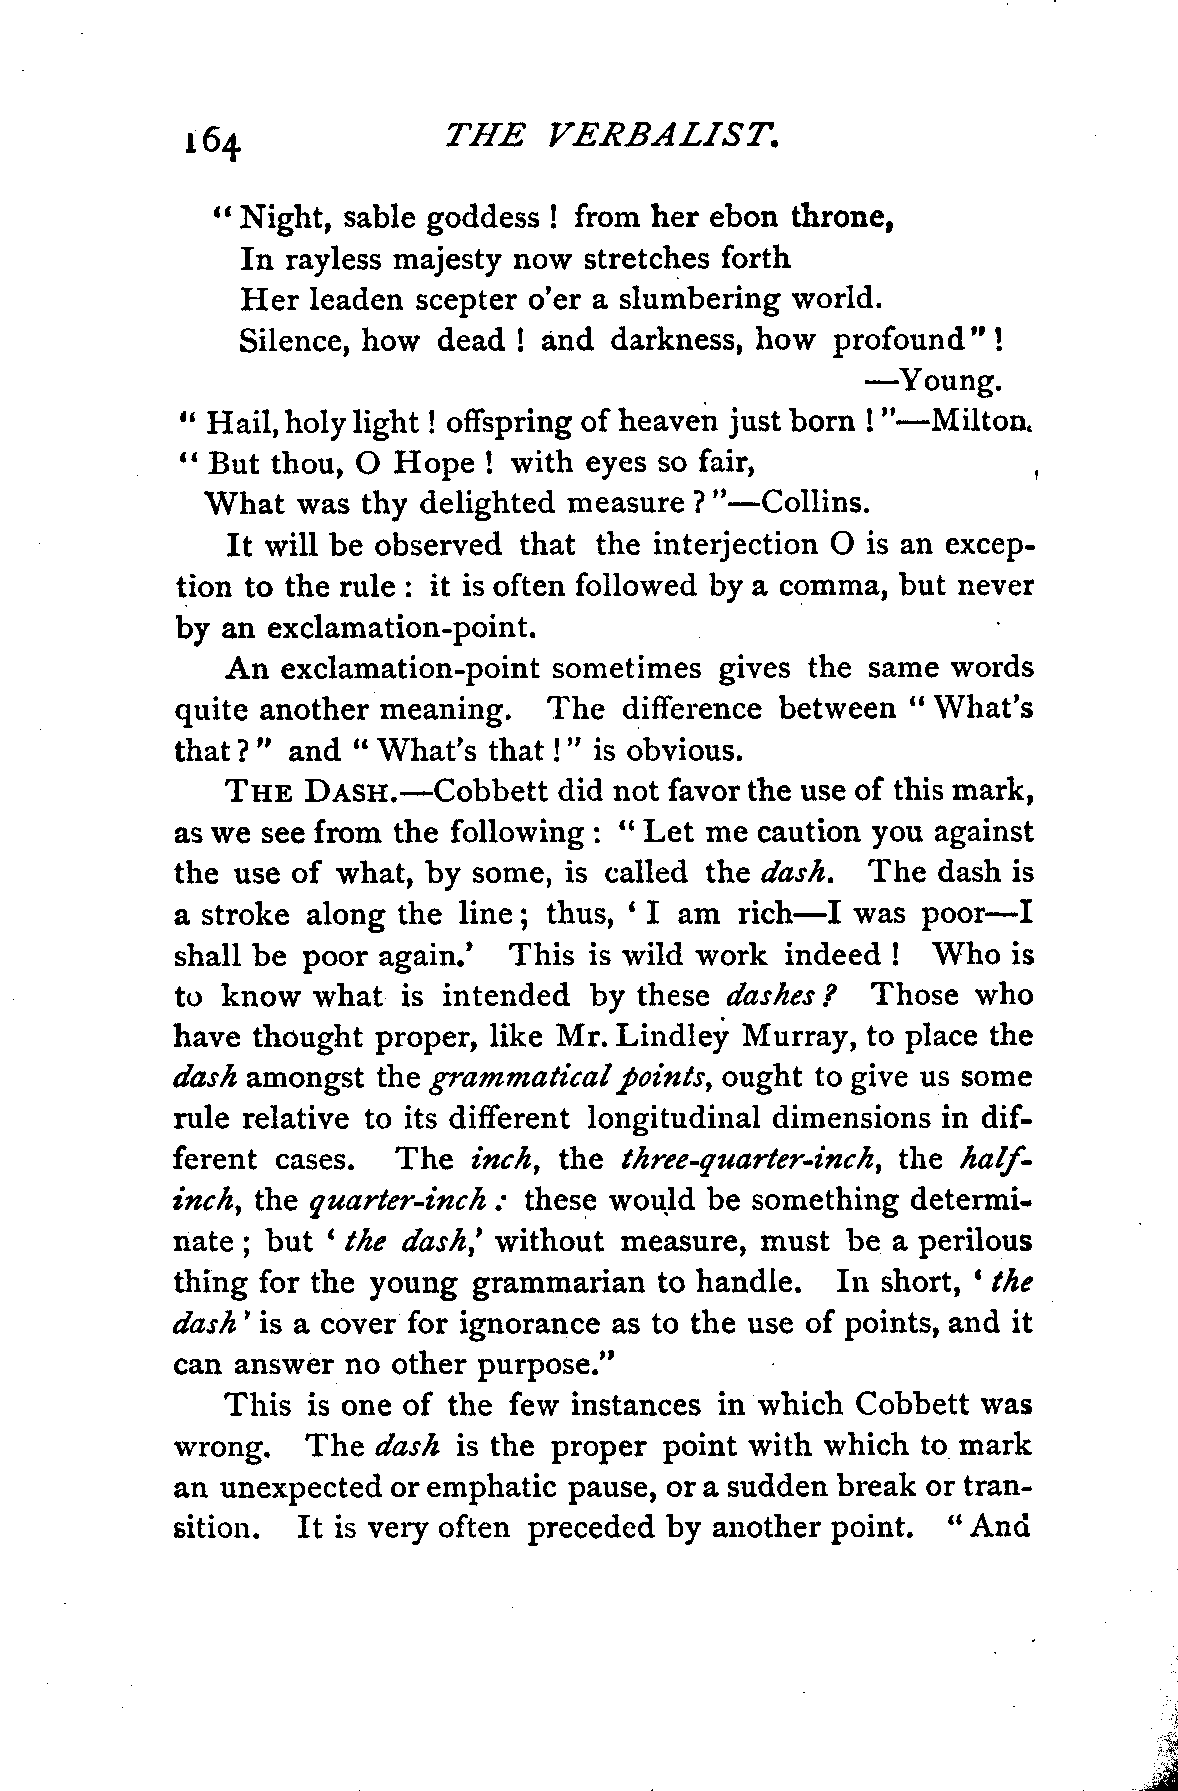 164 THE VERBALIST.
“ Night, sable goddess ! from her ebon throne,
In rayless majesty now stretches forth
Her leaden scepter o'er a slumbering world.
Silence, how dead ! and darkness, how profound” !
—Young.
“ Hail, holy light ! offspring of heaven just born ! ”—Milton.
“ But thou, O Hope ! with eyes so fair,
What was thy delighted measure ? ”—Collins.
It will be observed that the interjection O is an excep-
tion to the rule : it is often followed by a comma, but never
by an exclamation-point.
An exclamation-point sometimes gives the same words
quite another meaning. The difference between “ What's
that ? ” and “ What's that ! ” is obvious.
THE DASH.—Cobbett did not favor the use of this mark,
as we see from the following : “ Let me caution you against
the use of what, by some, is called the dash. The dash is
a stroke along the line ; thus, ‘ I am rich—I was poor—I
shall be poor again.’ This is wild work indeed ! Who is
to know what is intended by these dashes ? Those who
have thought proper, like Mr. Lindley Murray, to place the
dash amongst the grammatical points, ought to give us some
rule relative to its different longitudinal dimensions in dif-
ferent cases. The inch, the three-quarter-inch, the half-
inch, the quarter-inch : these would be something determi-
nate ; but ‘ the dash,’ without measure, must be a perilous
thing for the young grammarian to handle. In short, ‘ the
dash ’ is a cover for ignorance as to the use of points, and it
can answer no other purpose.”
This is one of the few instances in which Cobbett was
wrong. The dash is the proper point with which to mark
an unexpected or emphatic pause, or a sudden break or tran-
sition. It is very often preceded by another point. “ And